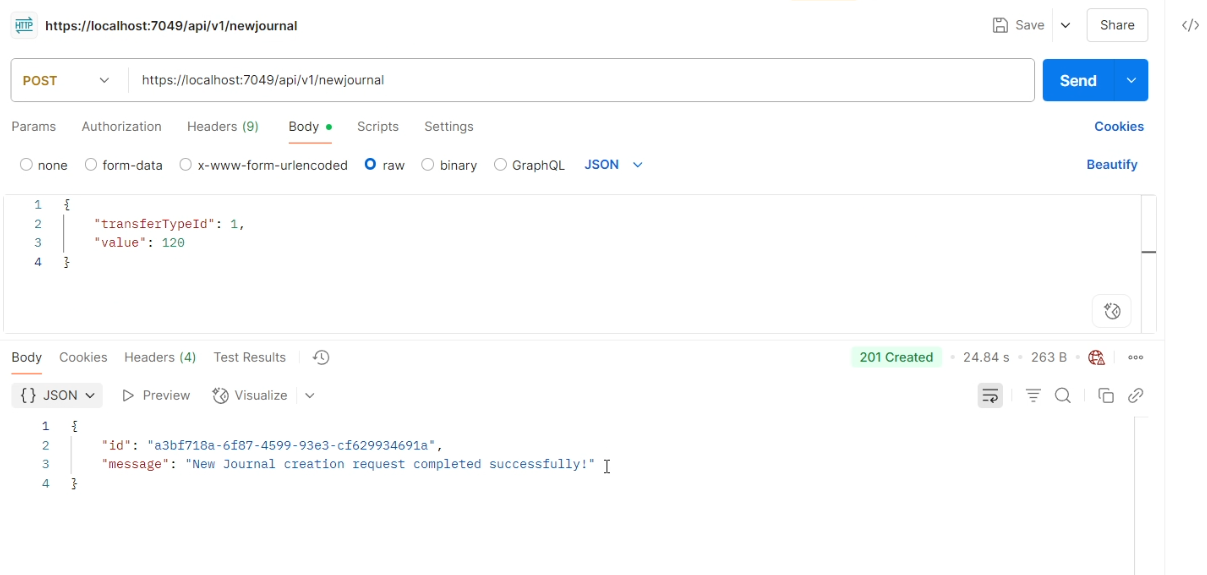 HTTP https://localhost:7049/api/v1/newjournal Save Share </>
POST https://localhost:7049/api/v1/newjournal Send
Params Authorization Headers (9) Body Scripts Settings Cookies
none form-data x-www-form-urlencoded raw binary GraphQL JSON Beautify
1 {
2 "transferTypeId": 1,
3 "value": 120
4 }
Body Cookies Headers (4) Test Results 201 Created 24.84 s 263 B
{} JSON Preview Visualize
1 {
2 "id": "a3bf718a-6f87-4599-93e3-cf629934691a",
3 "message": "New Journal creation request completed successfully!"
4 }